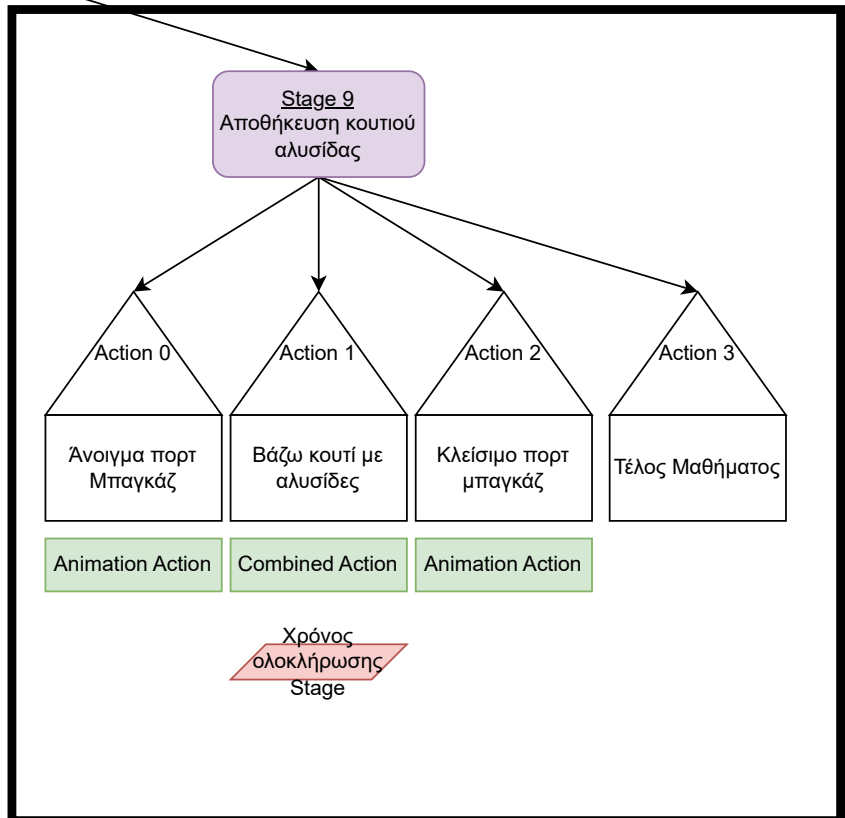 Stage 9
Αποθήκευση κουτιού
αλυσίδας
Action 0
Action 1
Action 2
Action 3
Άνοιγμα πορτ
Μπαγκάζ
Βάζω κουτί με
αλυσίδες
Κλείσιμο πορτ
μπαγκάζ
Τέλος Μαθήματος
Animation Action
Combined Action
Animation Action
Χρόνος
ολοκλήρωσης
Stage